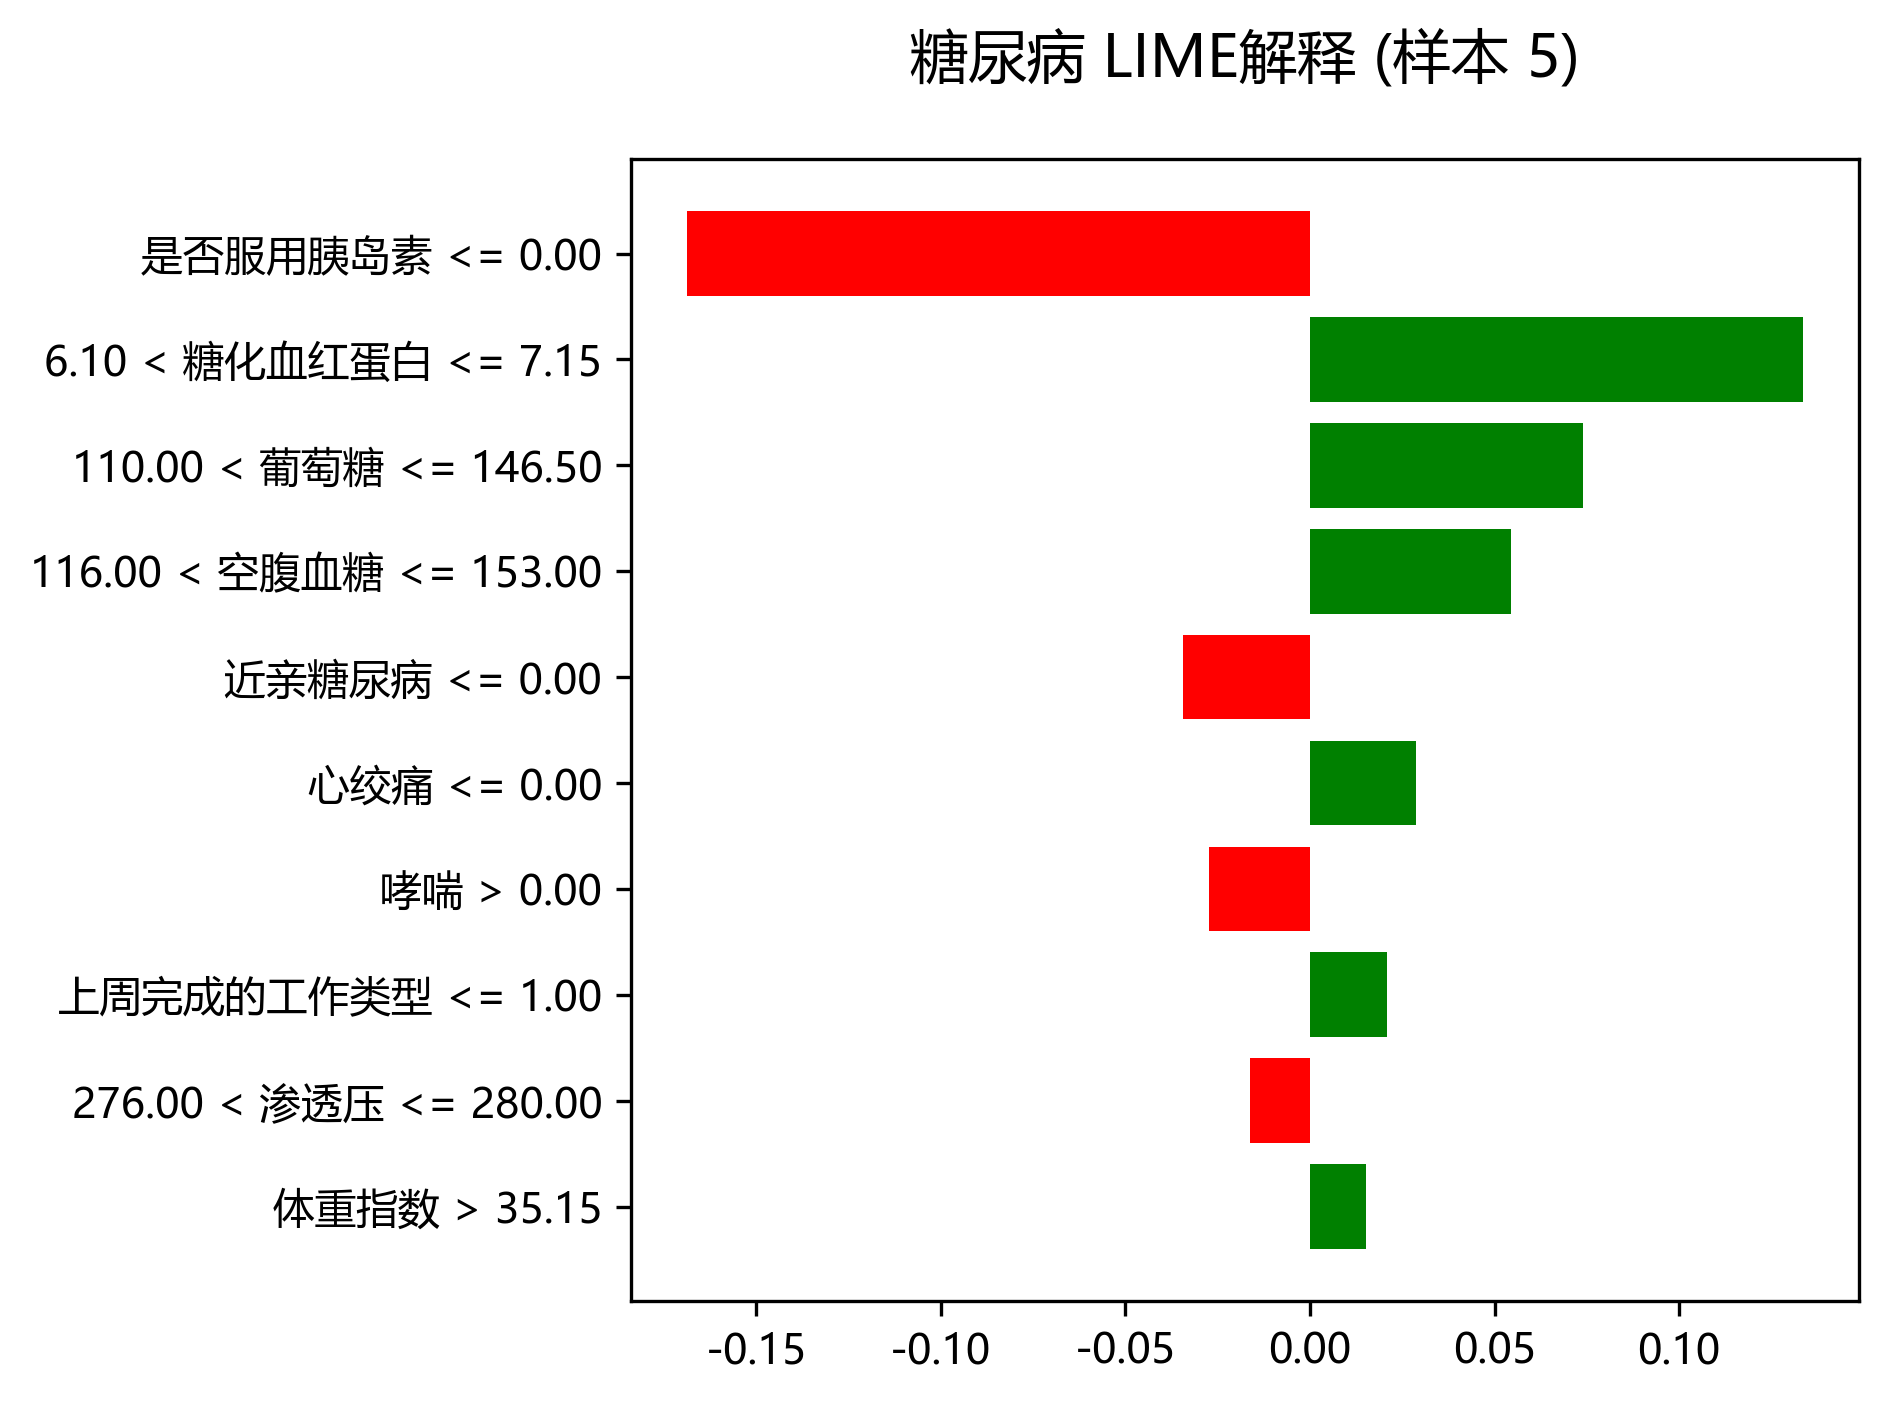 糖尿病 LIME解释 (样本 5)
是否服用胰岛素 <= 0.00
6.10 < 糖化血红蛋白 <= 7.15
110.00 < 葡萄糖 <= 146.50
116.00 < 空腹血糖 <= 153.00
近亲糖尿病 <= 0.00
心绞痛 <= 0.00
哮喘 > 0.00
上周完成的工作类型 <= 1.00
276.00 < 渗透压 <= 280.00
体重指数 > 35.15
-0.15 -0.10 -0.05 0.00 0.05 0.10